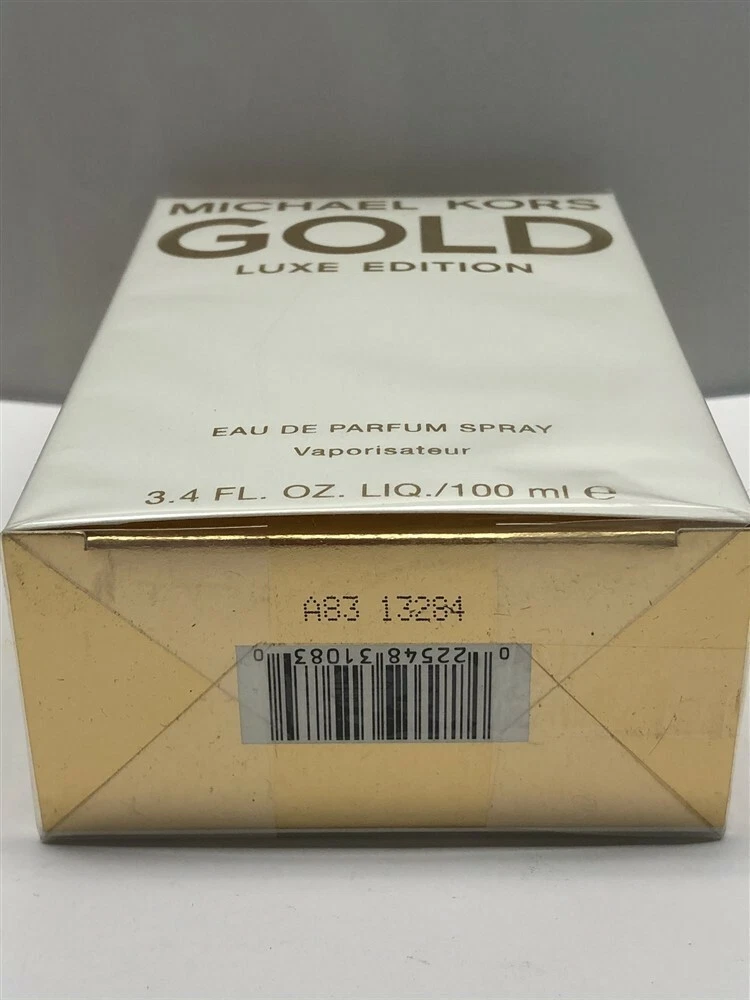 MICHAEL KORS
GOLD
LUXE EDITION
EAU DE PARFUM SPRAY
Vaporisateur
3.4 FL. OZ. LIQ./100 ml ℮
A83 13284
0 22548 31083 0